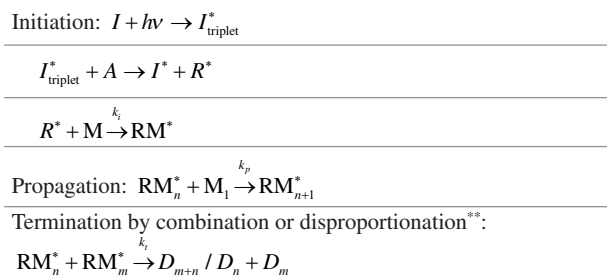 Initiation: I + hν → I*triplet
I*triplet + A → I* + R*
R* + M →ki RM*
Propagation: RM*n + M1 →kp RM*n+1
Termination by combination or disproportionation**:
RM*n + RM*m →kt Dm+n / Dn + Dm